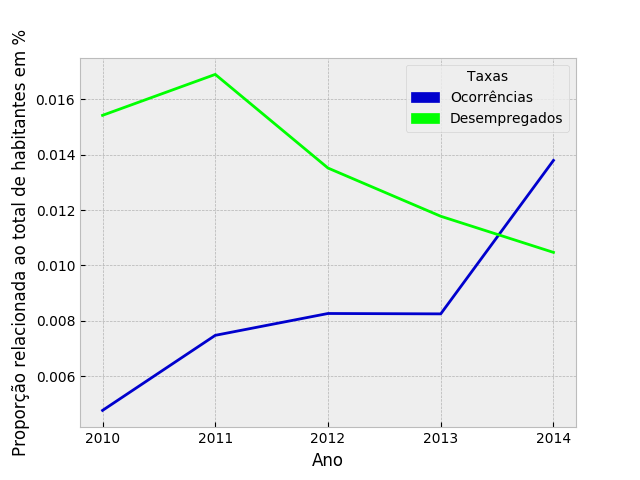 Proporção relacionada ao total de habitantes em %
0.016
0.014
0.012
0.010
0.008
0.006
Taxas
Ocorrências
Desempregados
2010 2011 2012 2013 2014
Ano